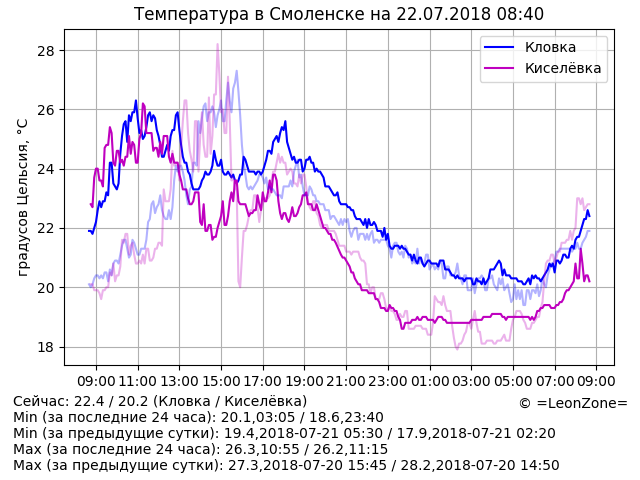 Температура в Смоленске на 22.07.2018 08:40
Кловка
Киселёвка
градусов Цельсия, °C
28
26
24
22
20
18
09:00 11:00 13:00 15:00 17:00 19:00 21:00 23:00 01:00 03:00 05:00 07:00 09:00
Сейчас: 22.4 / 20.2 (Кловка / Киселёвка)
© =LeonZone=
Min (за последние 24 часа): 20.1,03:05 / 18.6,23:40
Min (за предыдущие сутки): 19.4,2018-07-21 05:30 / 17.9,2018-07-21 02:20
Max (за последние 24 часа): 26.3,10:55 / 26.2,11:15
Max (за предыдущие сутки): 27.3,2018-07-20 15:45 / 28.2,2018-07-20 14:50